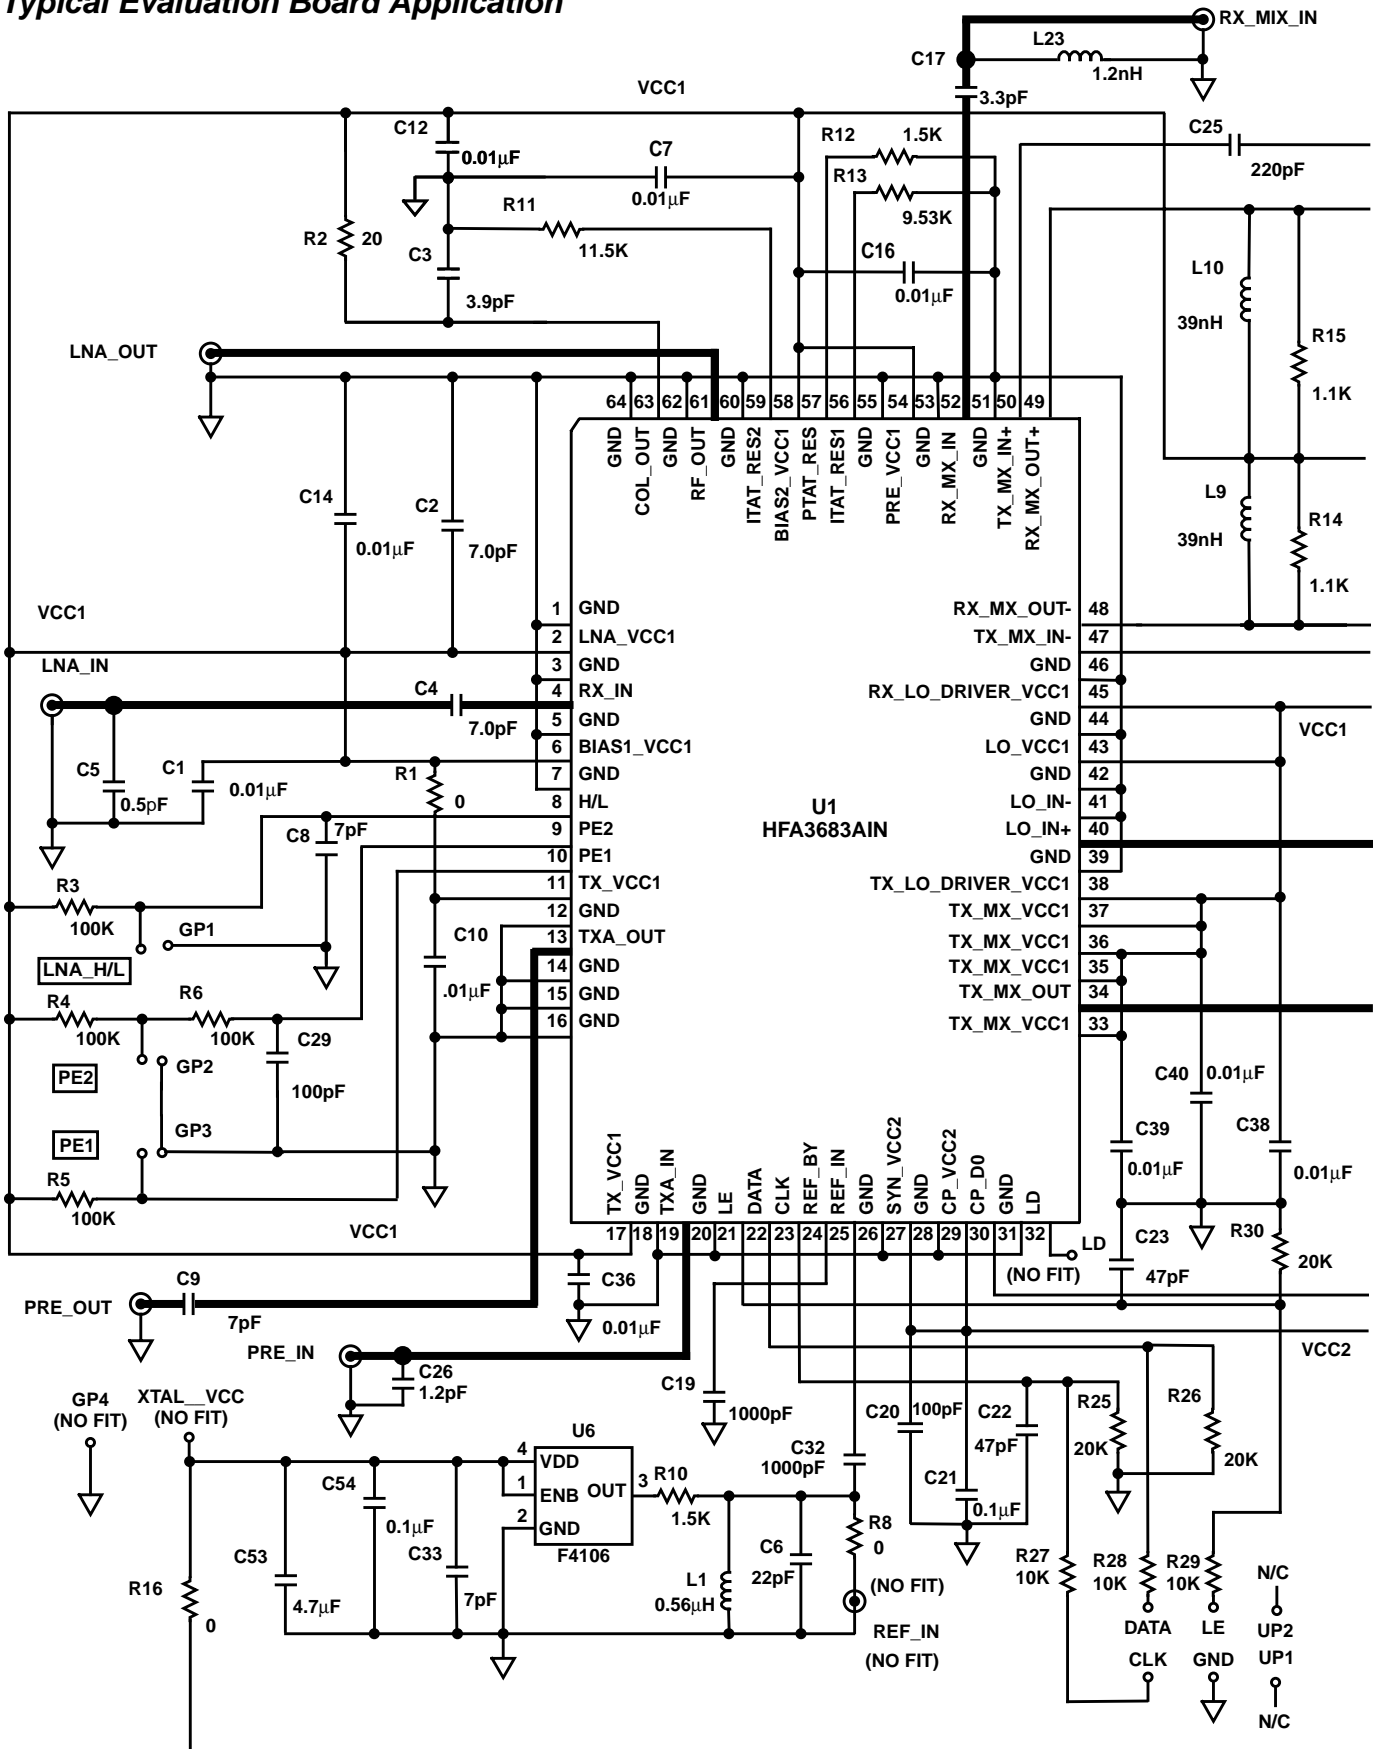 Typical Evaluation Board Application
RX_MIX_IN
L23
C17
1.2nH
VCC1
3.3pF
C12
R12
1.5K
C25
0.01µF
C7
R13
220pF
0.01µF
R11
9.53K
R2
20
C3
11.5K
C16
L10
3.9pF
0.01µF
39nH
R15
LNA_OUT
1.1K
64 63 62 61 60 59 58 57 56 55 54 53 52 51 50 49
GND
COL_OUT
GND
RF_OUT
GND
ITAT_RES2
BIAS2_VCC1
PTAT_RES
ITAT_RES1
GND
PRE_VCC1
GND
RX_MX_IN
GND
TX_MX_IN+
RX_MX_OUT+
C14
C2
L9
R14
0.01µF
7.0pF
39nH
1.1K
VCC1
1 GND
RX_MX_OUT- 48
2 LNA_VCC1
TX_MX_IN- 47
LNA_IN
3 GND
GND 46
C4
4 RX_IN
RX_LO_DRIVER_VCC1 45
7.0pF
5 GND
GND 44
VCC1
6 BIAS1_VCC1
LO_VCC1 43
C5
C1
R1
7 GND
GND 42
0.5pF
0.01µF
0
8 H/L
LO_IN- 41
U1
HFA3683AIN
C8
7pF
9 PE2
LO_IN+ 40
10 PE1
GND 39
R3
11 TX_VCC1
TX_LO_DRIVER_VCC1 38
100K
GP1
12 GND
TX_MX_VCC1 37
C10
13 TXA_OUT
TX_MX_VCC1 36
LNA_H/L
14 GND
TX_MX_VCC1 35
.01µF
15 GND
TX_MX_OUT 34
R4
R6
16 GND
TX_MX_VCC1 33
100K
100K
C29
PE2
GP2
100pF
C40
0.01µF
PE1
GP3
C39
C38
0.01µF
0.01µF
R5
100K
VCC1
TX_VCC1
GND
TXA_IN
GND
LE
DATA
CLK
REF_BY
REF_IN
GND
SYN_VCC2
GND
CP_VCC2
CP_D0
GND
LD
17 18 19 20 21 22 23 24 25 26 27 28 29 30 31 32
LD
(NO FIT)
C23
47pF
R30
20K
C9
C36
PRE_OUT
7pF
0.01µF
PRE_IN
VCC2
C26
1.2pF
C19
1000pF
GP4
(NO FIT)
XTAL__VCC
(NO FIT)
C20
100pF
C22
47pF
R25
20K
R26
20K
U6
C32
1000pF
4 VDD
1 ENB
OUT 3
2 GND
F4106
R10
1.5K
C21
0.1µF
C54
0.1µF
C53
4.7µF
C33
7pF
R8
0
C6
22pF
L1
0.56µH
(NO FIT)
REF_IN
(NO FIT)
R16
0
R27
10K
R28
10K
R29
10K
N/C
DATA
LE
UP2
CLK
GND
UP1
N/C